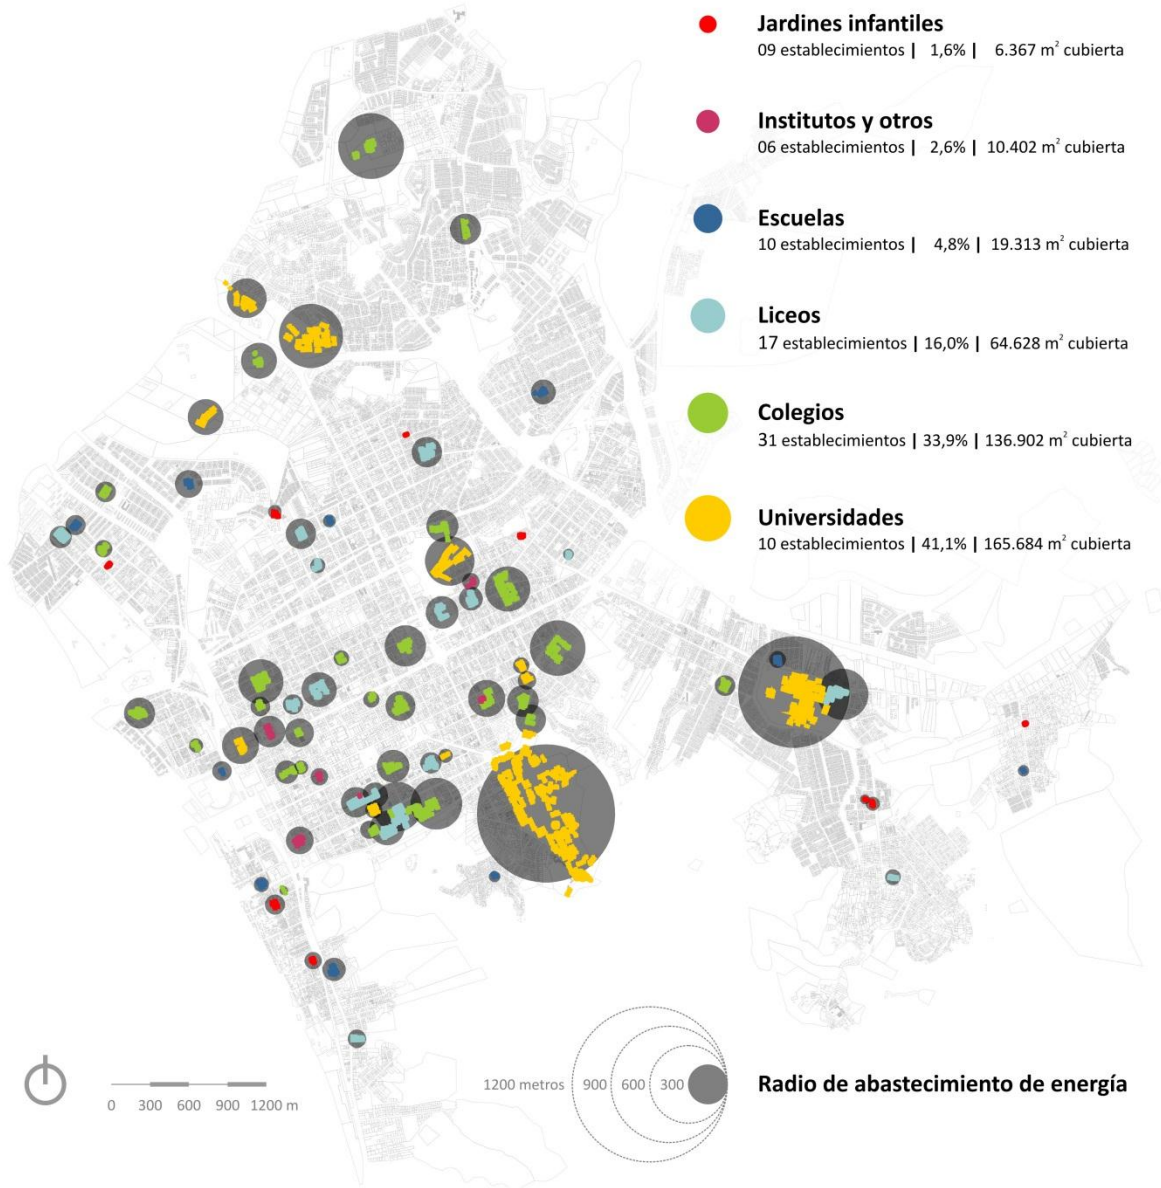 Jardines infantiles
09 establecimientos | 1,6% | 6.367 m² cubierta
Institutos y otros
06 establecimientos | 2,6% | 10.402 m² cubierta
Escuelas
10 establecimientos | 4,8% | 19.313 m² cubierta
Liceos
17 establecimientos | 16,0% | 64.628 m² cubierta
Colegios
31 establecimientos | 33,9% | 136.902 m² cubierta
Universidades
10 establecimientos | 41,1% | 165.684 m² cubierta
1200 metros 900 600 300
Radio de abastecimiento de energía
0 300 600 900 1200 m